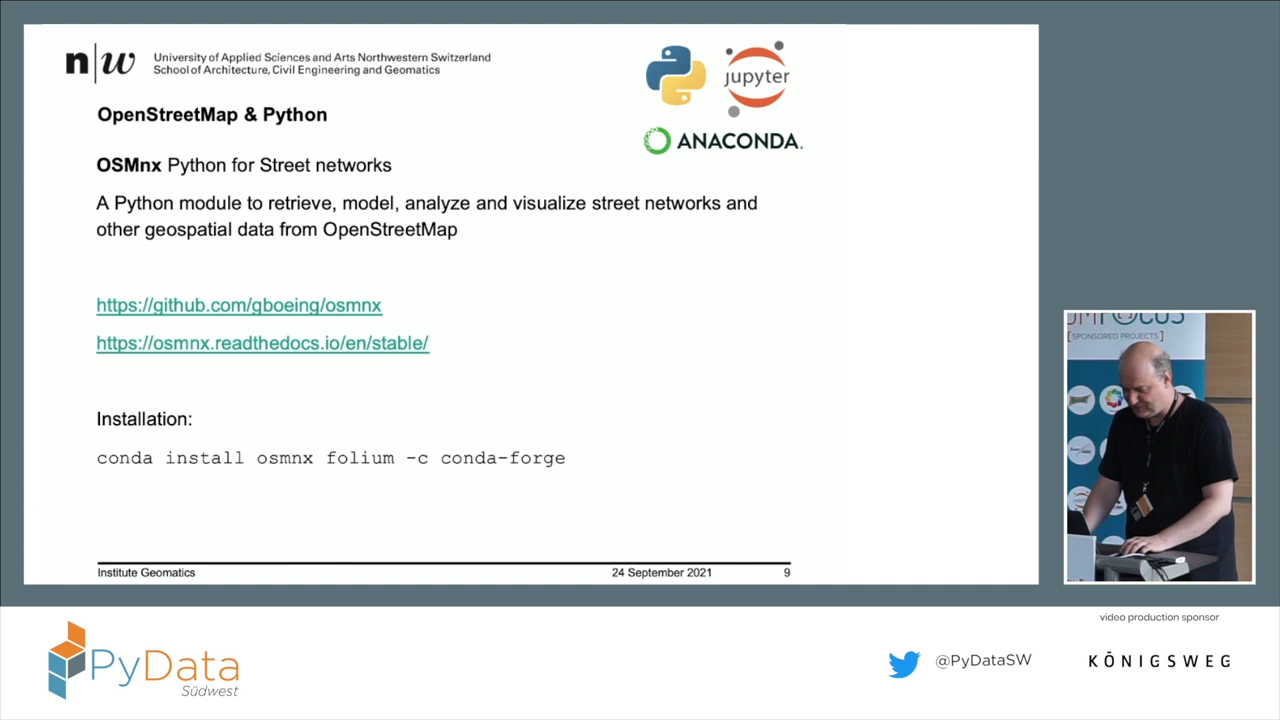 n|w
University of Applied Sciences and Arts Northwestern Switzerland
School of Architecture, Civil Engineering and Geomatics
jupyter
ANACONDA.
OpenStreetMap & Python
OSMnx Python for Street networks
A Python module to retrieve, model, analyze and visualize street networks and
other geospatial data from OpenStreetMap
https://github.com/gboeing/osmnx
https://osmnx.readthedocs.io/en/stable/
Installation:
conda install osmnx folium -c conda-forge
Institute Geomatics
24 September 2021
9
[SPONSORED PROJECTS]
PyData
Südwest
@PyDataSW
video production sponsor
KÖNIGSWEG